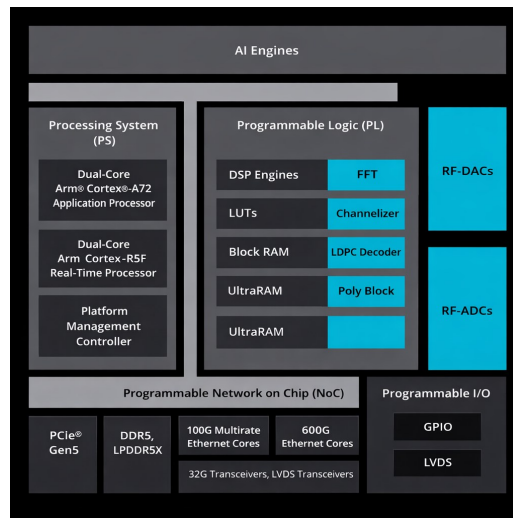 AI Engines
Processing System
(PS)
Dual-Core
Arm® Cortex®-A72
Application Processor
Dual-Core
Arm Cortex-R5F
Real-Time Processor
Platform
Management
Controller
Programmable Logic (PL)
DSP Engines
FFT
LUTs
Channelizer
Block RAM
LDPC Decoder
UltraRAM
Poly Block
UltraRAM
RF-DACs
RF-ADCs
Programmable Network on Chip (NoC)
PCIe®
Gen5
DDR5,
LPDDR5X
100G Multirate
Ethernet Cores
600G
Ethernet Cores
32G Transceivers, LVDS Transceivers
Programmable I/O
GPIO
LVDS